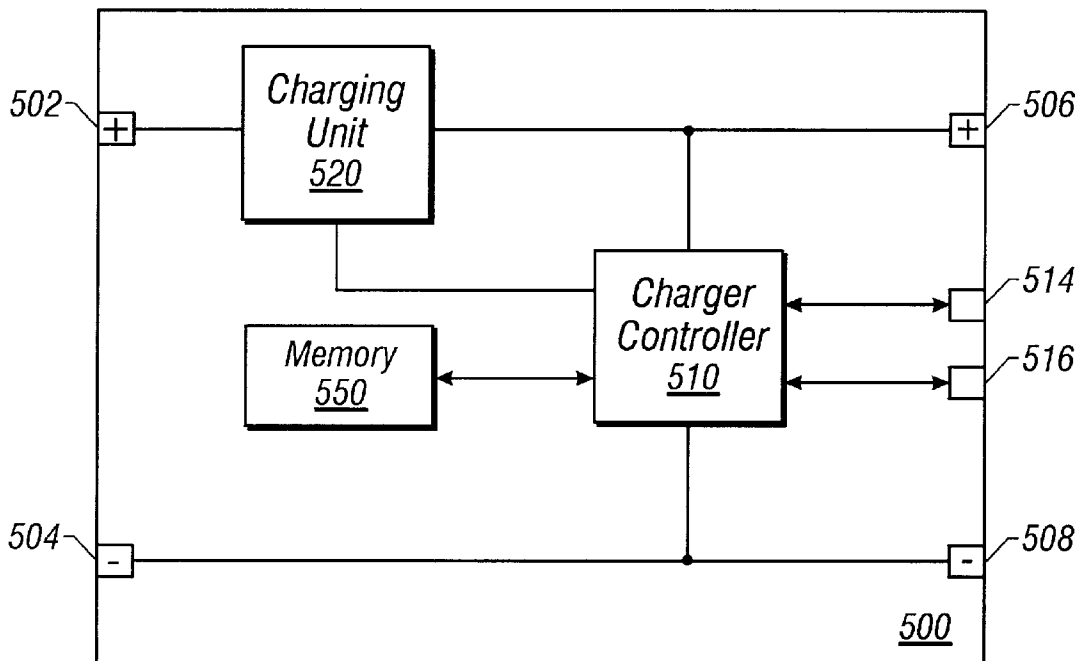 502
+
Charging
Unit
520
+
506
Charger
Controller
510
514
516
Memory
550
504
-
-
508
500